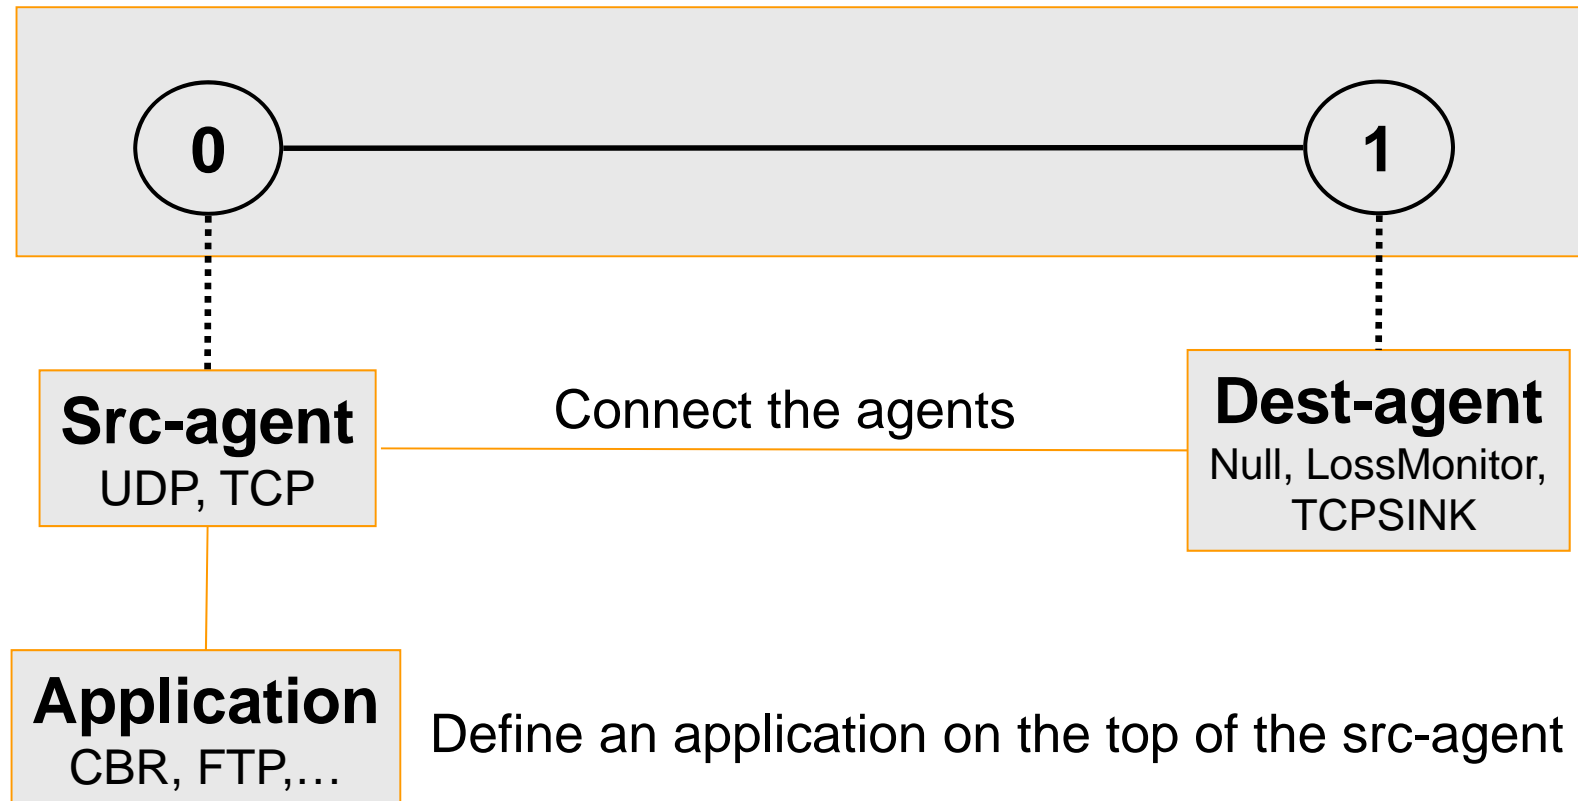 0
1
Src-agent
UDP, TCP
Connect the agents
Dest-agent
Null, LossMonitor,
TCPSINK
Application
CBR, FTP,…
Define an application on the top of the src-agent